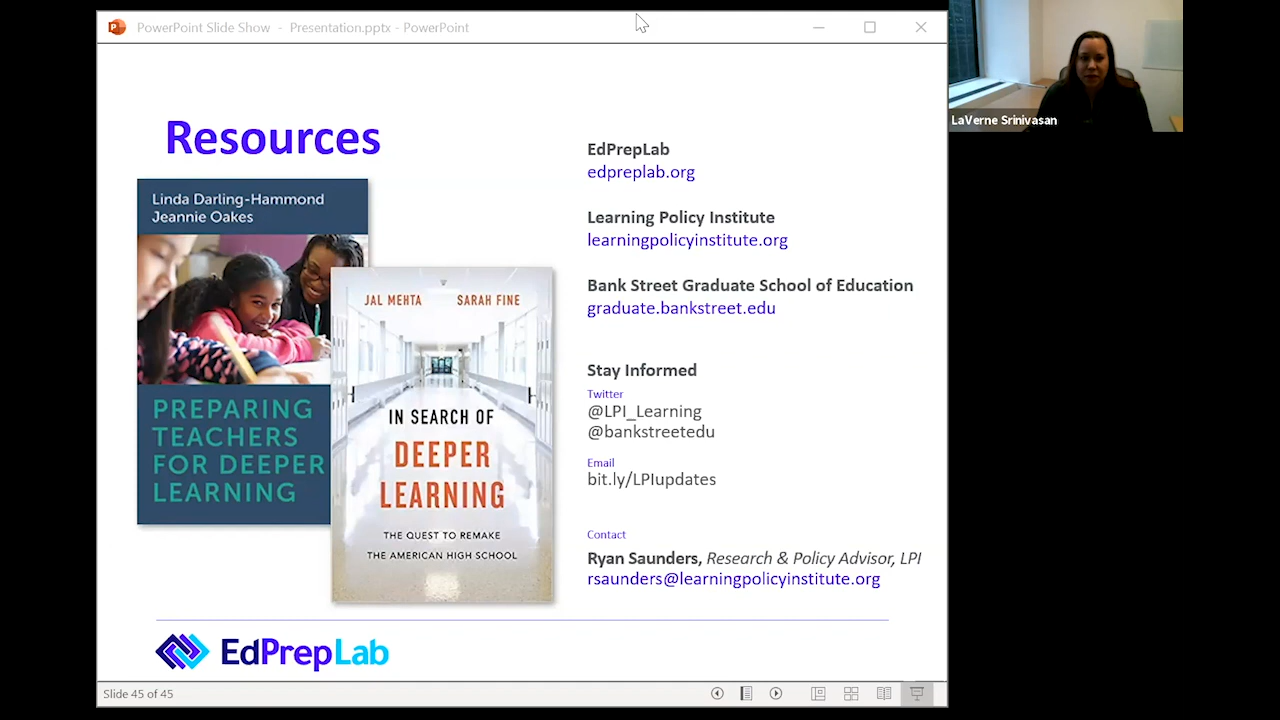 PowerPoint Slide Show - Presentation.pptx - PowerPoint
LaVerne Srinivasan
Resources
Linda Darling-Hammond
Jeannie Oakes
PREPARING
TEACHERS
FOR DEEPER
LEARNING
JAL MEHTA SARAH FINE
IN SEARCH OF
DEEPER
LEARNING
THE QUEST TO REMAKE
THE AMERICAN HIGH SCHOOL
EdPrepLab
edpreplab.org
Learning Policy Institute
learningpolicyinstitute.org
Bank Street Graduate School of Education
graduate.bankstreet.edu
Stay Informed
Twitter
@LPI_Learning
@bankstreetedu
Email
bit.ly/LPIupdates
Contact
Ryan Saunders, Research & Policy Advisor, LPI
rsaunders@learningpolicyinstitute.org
EdPrepLab
Slide 45 of 45